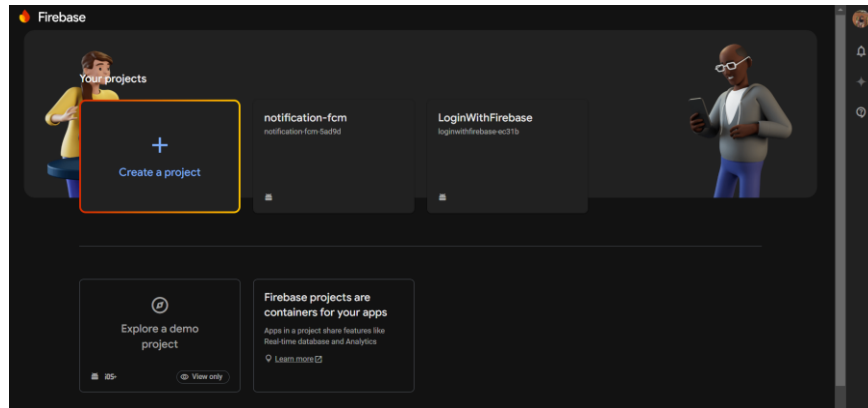 Firebase
Your projects
Create a project
notification-fcm
notification-fcm-5ad9d
LoginWithFirebase
loginwithfirebase-ec31b
Explore a demo
project
iOS+
View only
Firebase projects are
containers for your apps
Apps in a project share features like
Real-time database and Analytics
Learn more